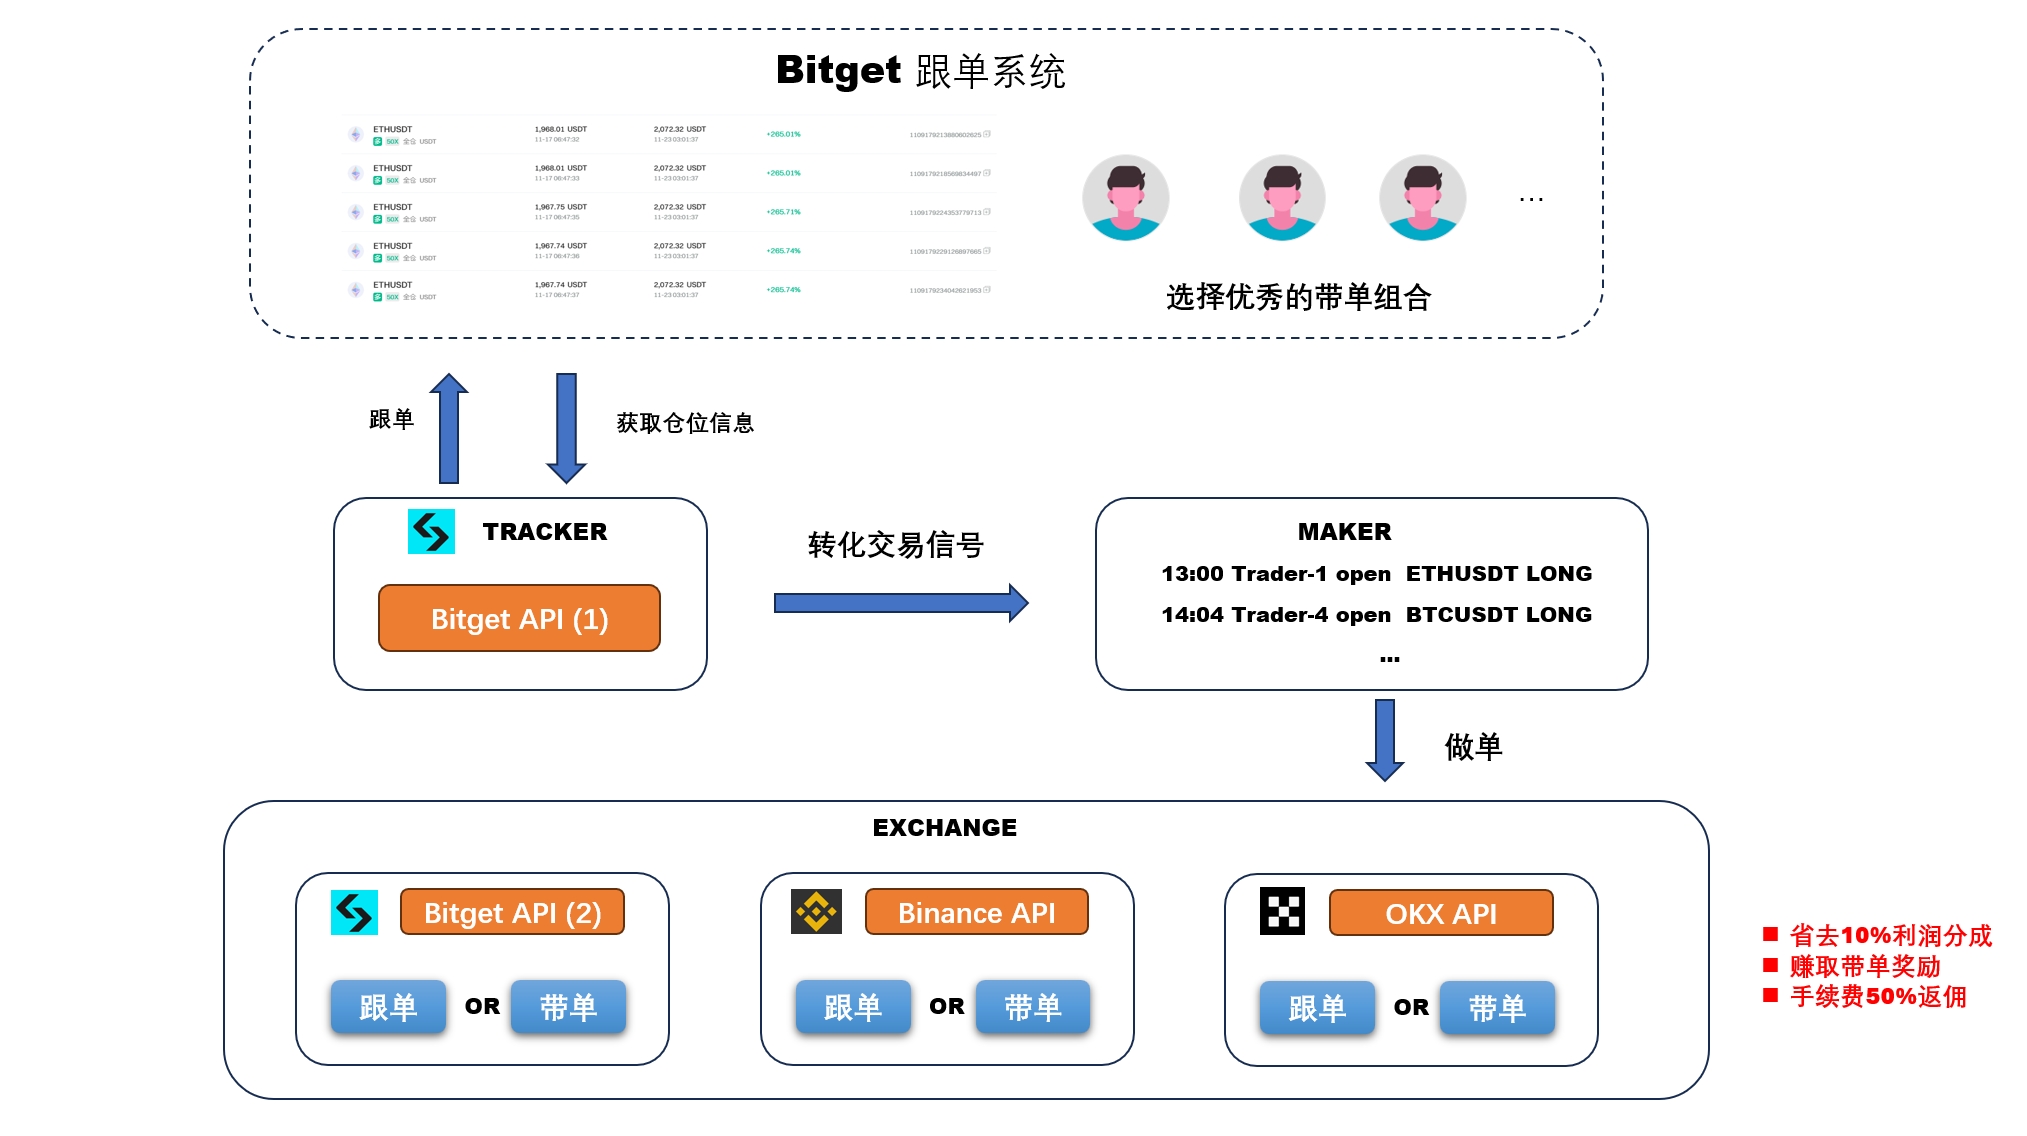 Bitget 跟单系统
ETHUSDT 1,968.01 USDT 2,072.32 USDT +265.01% 1109179213880602625
多 50X 全仓 USDT 11-17 06:47:32 11-23 03:01:37
ETHUSDT 1,968.01 USDT 2,072.32 USDT +265.01% 1109179218569834497
多 50X 全仓 USDT 11-17 06:47:33 11-23 03:01:37
ETHUSDT 1,967.75 USDT 2,072.32 USDT +265.71% 1109179224353779713
多 50X 全仓 USDT 11-17 06:47:35 11-23 03:01:37
ETHUSDT 1,967.74 USDT 2,072.32 USDT +265.74% 1109179229126897665
多 50X 全仓 USDT 11-17 06:47:36 11-23 03:01:37
ETHUSDT 1,967.74 USDT 2,072.32 USDT +265.74% 1109179234042621953
多 50X 全仓 USDT 11-17 06:47:37 11-23 03:01:37
...
选择优秀的带单组合
跟单
获取仓位信息
TRACKER
Bitget API (1)
转化交易信号
MAKER
13:00 Trader-1 open ETHUSDT LONG
14:04 Trader-4 open BTCUSDT LONG
...
做单
EXCHANGE
Bitget API (2)
跟单 OR 带单
Binance API
跟单 OR 带单
OKX API
跟单 OR 带单
省去10%利润分成
赚取带单奖励
手续费50%返佣